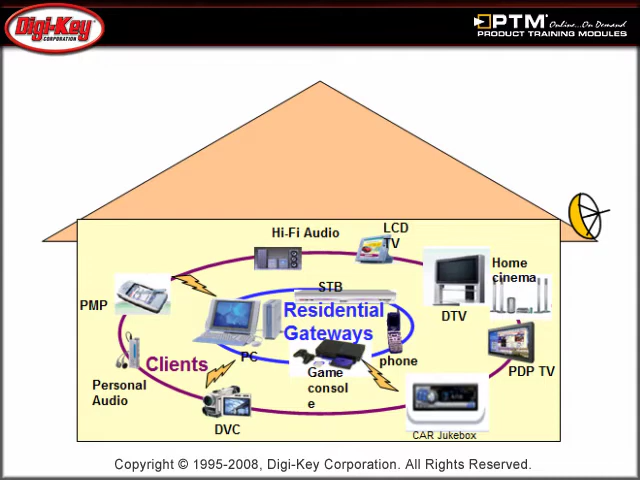 Digi-Key
CORPORATION
PTM
Online...On Demand
PRODUCT TRAINING MODULES
Hi-Fi Audio
LCD
TV
Home
cinema
STB
PMP
Residential
Gateways
DTV
PC
phone
PDP TV
Clients
Game
consol
e
Personal
Audio
DVC
CAR Jukebox
Copyright © 1995-2008, Digi-Key Corporation. All Rights Reserved.